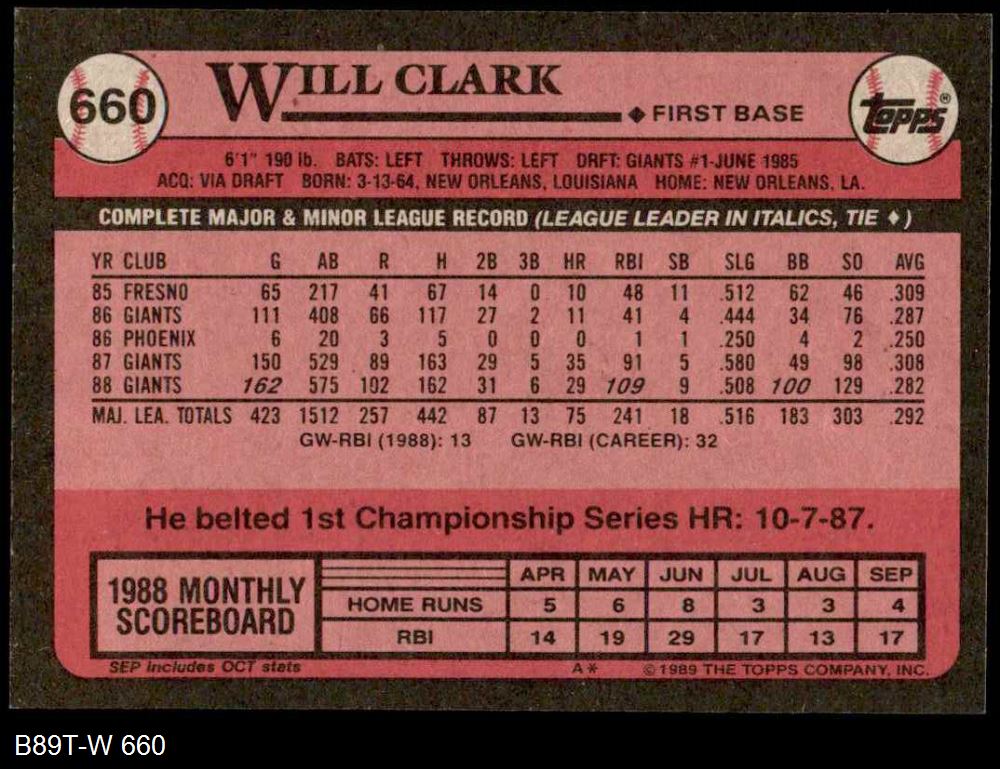 660 WILL CLARK ◆ FIRST BASE topps®
6'1" 190 lb. BATS: LEFT THROWS: LEFT DRFT: GIANTS #1-JUNE 1985
ACQ: VIA DRAFT BORN: 3-13-64, NEW ORLEANS, LOUISIANA HOME: NEW ORLEANS, LA.
COMPLETE MAJOR & MINOR LEAGUE RECORD (LEAGUE LEADER IN ITALICS, TIE ♦)
YR CLUB G AB R H 2B 3B HR RBI SB SLG BB SO AVG
85 FRESNO 65 217 41 67 14 0 10 48 11 .512 62 46 .309
86 GIANTS 111 408 66 117 27 2 11 41 4 .444 34 76 .287
86 PHOENIX 6 20 3 5 0 0 0 1 1 .250 4 2 .250
87 GIANTS 150 529 89 163 29 5 35 91 5 .580 49 98 .308
88 GIANTS 162 575 102 162 31 6 29 109 9 .508 100 129 .282
MAJ. LEA. TOTALS 423 1512 257 442 87 13 75 241 18 .516 183 303 .292
GW-RBI (1988): 13 GW-RBI (CAREER): 32
He belted 1st Championship Series HR: 10-7-87.
1988 MONTHLY SCOREBOARD
APR MAY JUN JUL AUG SEP
HOME RUNS 5 6 8 3 3 4
RBI 14 19 29 17 13 17
SEP includes OCT stats A* ©1989 THE TOPPS COMPANY, INC.
B89T-W 660